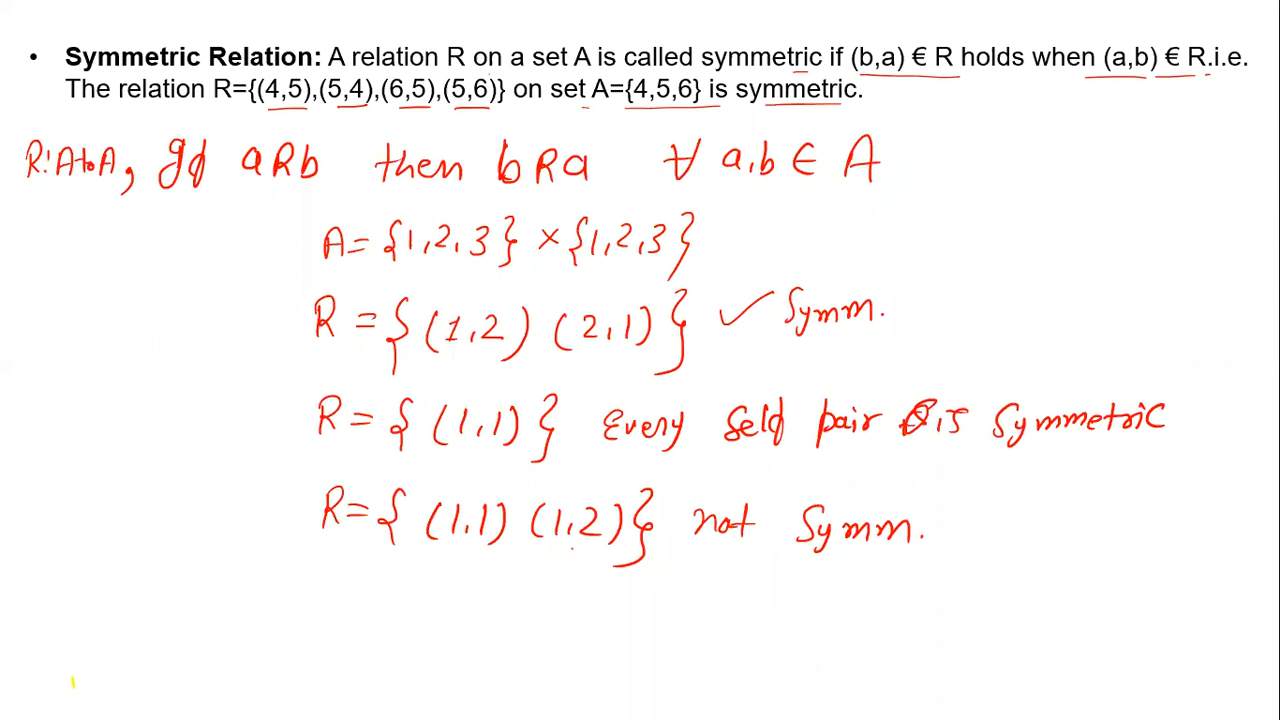 • Symmetric Relation: A relation R on a set A is called symmetric if (b,a) € R holds when (a,b) € R.i.e.
The relation R={(4,5),(5,4),(6,5),(5,6)} on set A={4,5,6} is symmetric.
R: A to A, If aRb then bRa ∀ a,b ∈ A
A = {1,2,3} × {1,2,3}
R = {(1,2) (2,1)} ✓ Symm.
R = {(1,1)} Every self pair is Symmetric
R = {(1,1) (1,2)} not Symm.